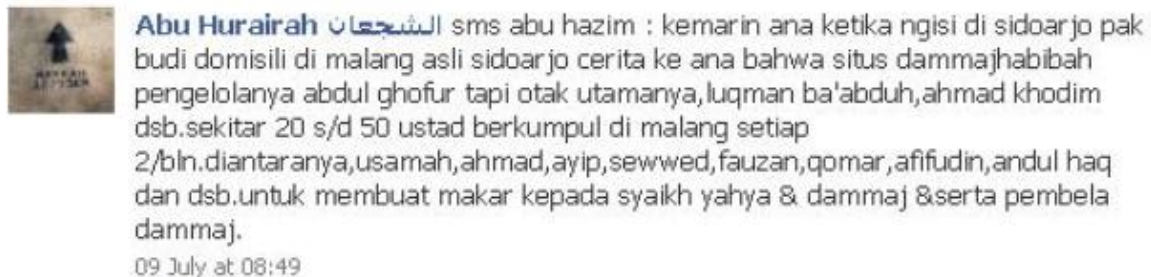 Abu Hurairah الشجعان sms abu hazim : kemarin ana ketika ngisi di sidoarjo pak
budi domisili di malang asli sidoarjo cerita ke ana bahwa situs dammajhabibah
pengelolanya abdul ghofur tapi otak utamanya,luqman ba'abduh,ahmad khodim
dsb.sekitar 20 s/d 50 ustad berkumpul di malang setiap
2/bln.diantaranya,usamah,ahmad,ayip,sewwed,fauzan,qomar,afifudin,andul haq
dan dsb.untuk membuat makar kepada syaikh yahya & dammaj &serta pembela
dammaj.
09 July at 08:49